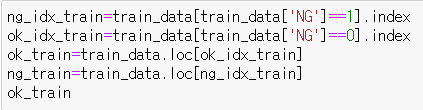 ng_idx_train=train_data[train_data['NG']==1].index
ok_idx_train=train_data[train_data['NG']==0].index
ok_train=train_data.loc[ok_idx_train]
ng_train=train_data.loc[ng_idx_train]
ok_train